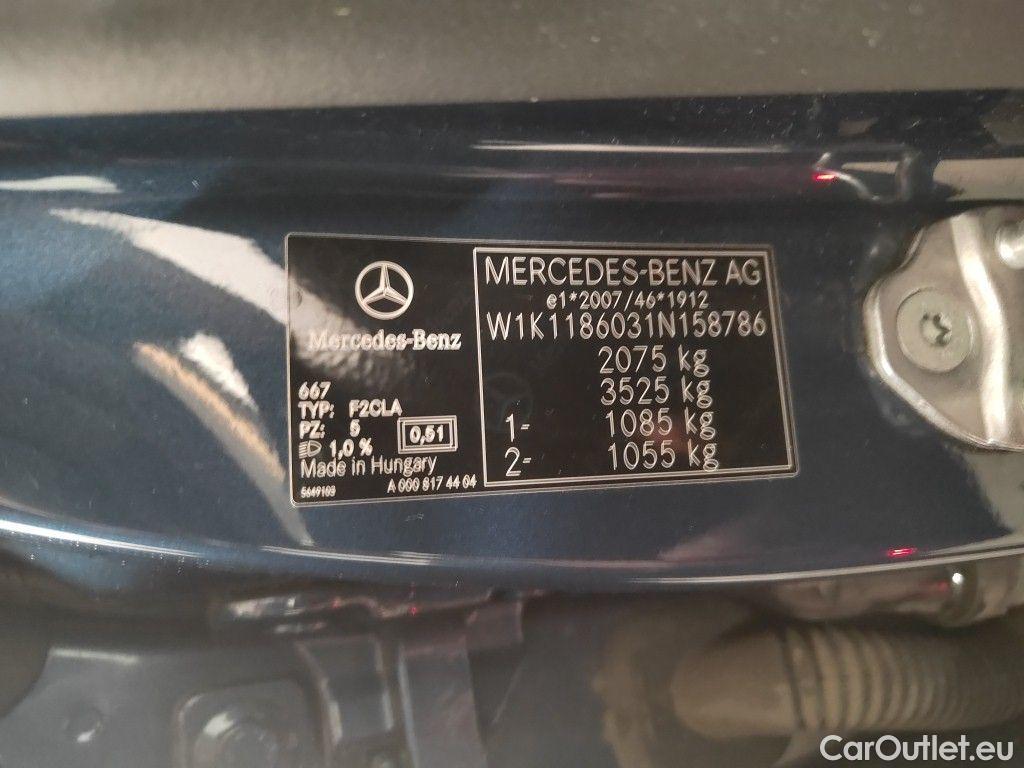 Mercedes-Benz
667
TYP: F2CLA
PZ: 5
1,0 %
0,51
Made in Hungary
5649103
A 000 817 44 04
MERCEDES-BENZ AG
e1*2007/46*1912
W1K1186031N158786
2075 kg
3525 kg
1- 1085 kg
2- 1055 kg
CarOutlet.eu